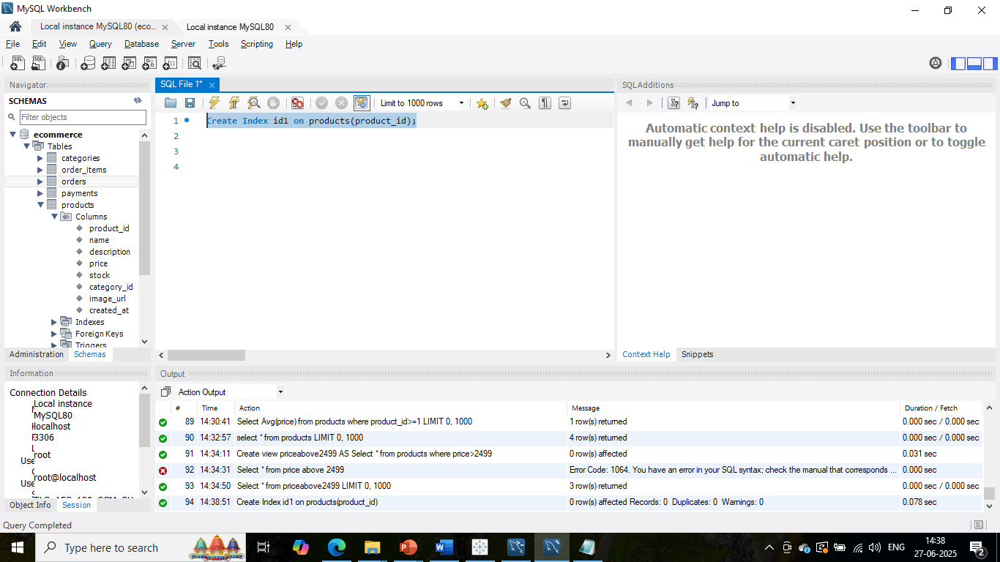 MySQL Workbench
Local instance MySQL80 (eco...
Local instance MySQL80
File Edit View Query Database Server Tools Scripting Help
Navigator
SCHEMAS
Filter objects
ecommerce
Tables
categories
order_items
orders
payments
products
Columns
product_id
name
description
price
stock
category_id
image_url
created_at
Indexes
Foreign Keys
Triggers
Administration Schemas
Information
Connection Details
Local instance
MySQL80
localhost
3306
root
Use
root@localhost
Use
Object Info Session
SQL File 1*
Limit to 1000 rows
1 Create Index id1 on products(product_id);
2
3
4
SQLAdditions
Jump to
Automatic context help is disabled. Use the toolbar to
manually get help for the current caret position or to toggle
automatic help.
Context Help Snippets
Output
Action Output
# Time Action Message Duration / Fetch
89 14:30:41 Select Avg(price) from products where product_id>=1 LIMIT 0, 1000 1 row(s) returned 0.000 sec / 0.000 sec
90 14:32:57 select * from products LIMIT 0, 1000 4 row(s) returned 0.000 sec / 0.000 sec
91 14:34:11 Create view priceabove2499 AS Select * from products where price>2499 0 row(s) affected 0.031 sec
92 14:34:31 Select * from price above 2499 Error Code: 1064. You have an error in your SQL syntax; check the manual that corresponds ... 0.000 sec
93 14:34:50 Select * from priceabove2499 LIMIT 0, 1000 3 row(s) returned 0.000 sec / 0.000 sec
94 14:38:51 Create Index id1 on products(product_id) 0 row(s) affected Records: 0 Duplicates: 0 Warnings: 0 0.078 sec
Query Completed
Type here to search
ENG
14:38
27-06-2025
2